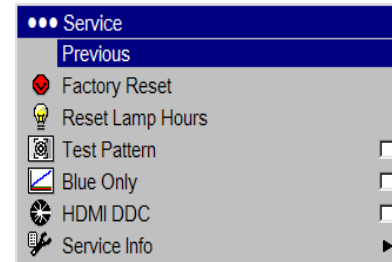 Service
Previous
Factory Reset
Reset Lamp Hours
Test Pattern
Blue Only
HDMI DDC
Service Info